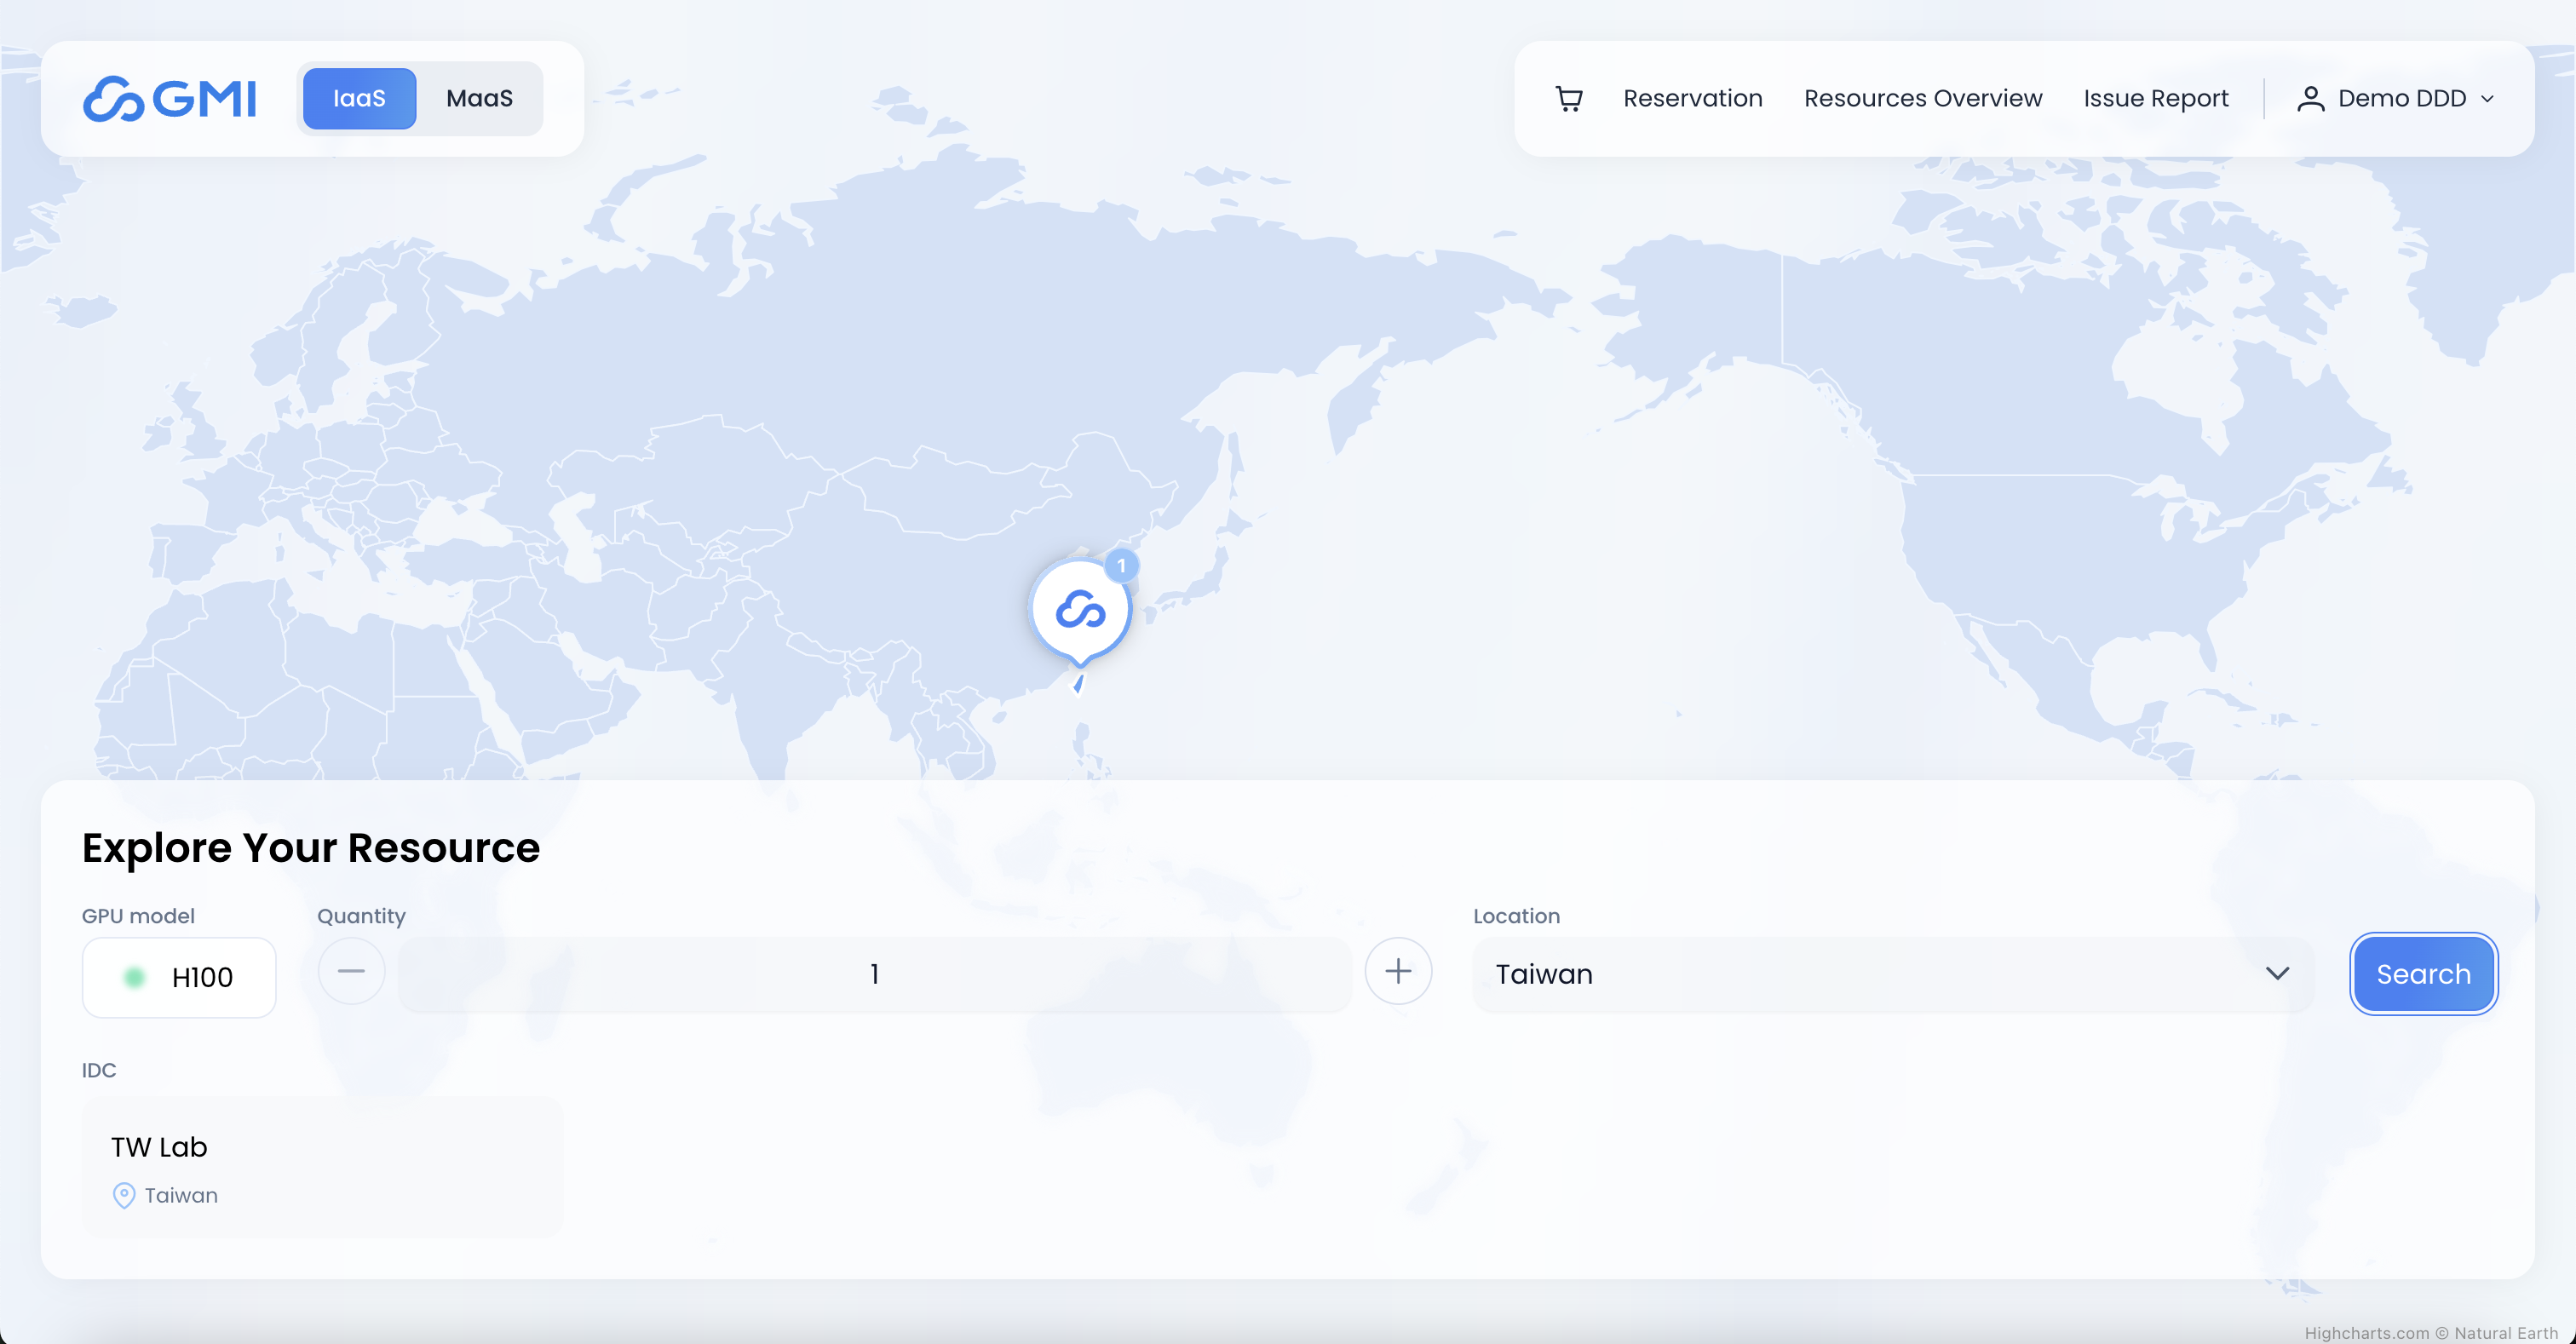 GMI
IaaS
MaaS
Reservation
Resources Overview
Issue Report
Demo DDD
1
Explore Your Resource
GPU model
Quantity
Location
H100
1
Taiwan
Search
IDC
TW Lab
Taiwan
Highcharts.com © Natural Earth